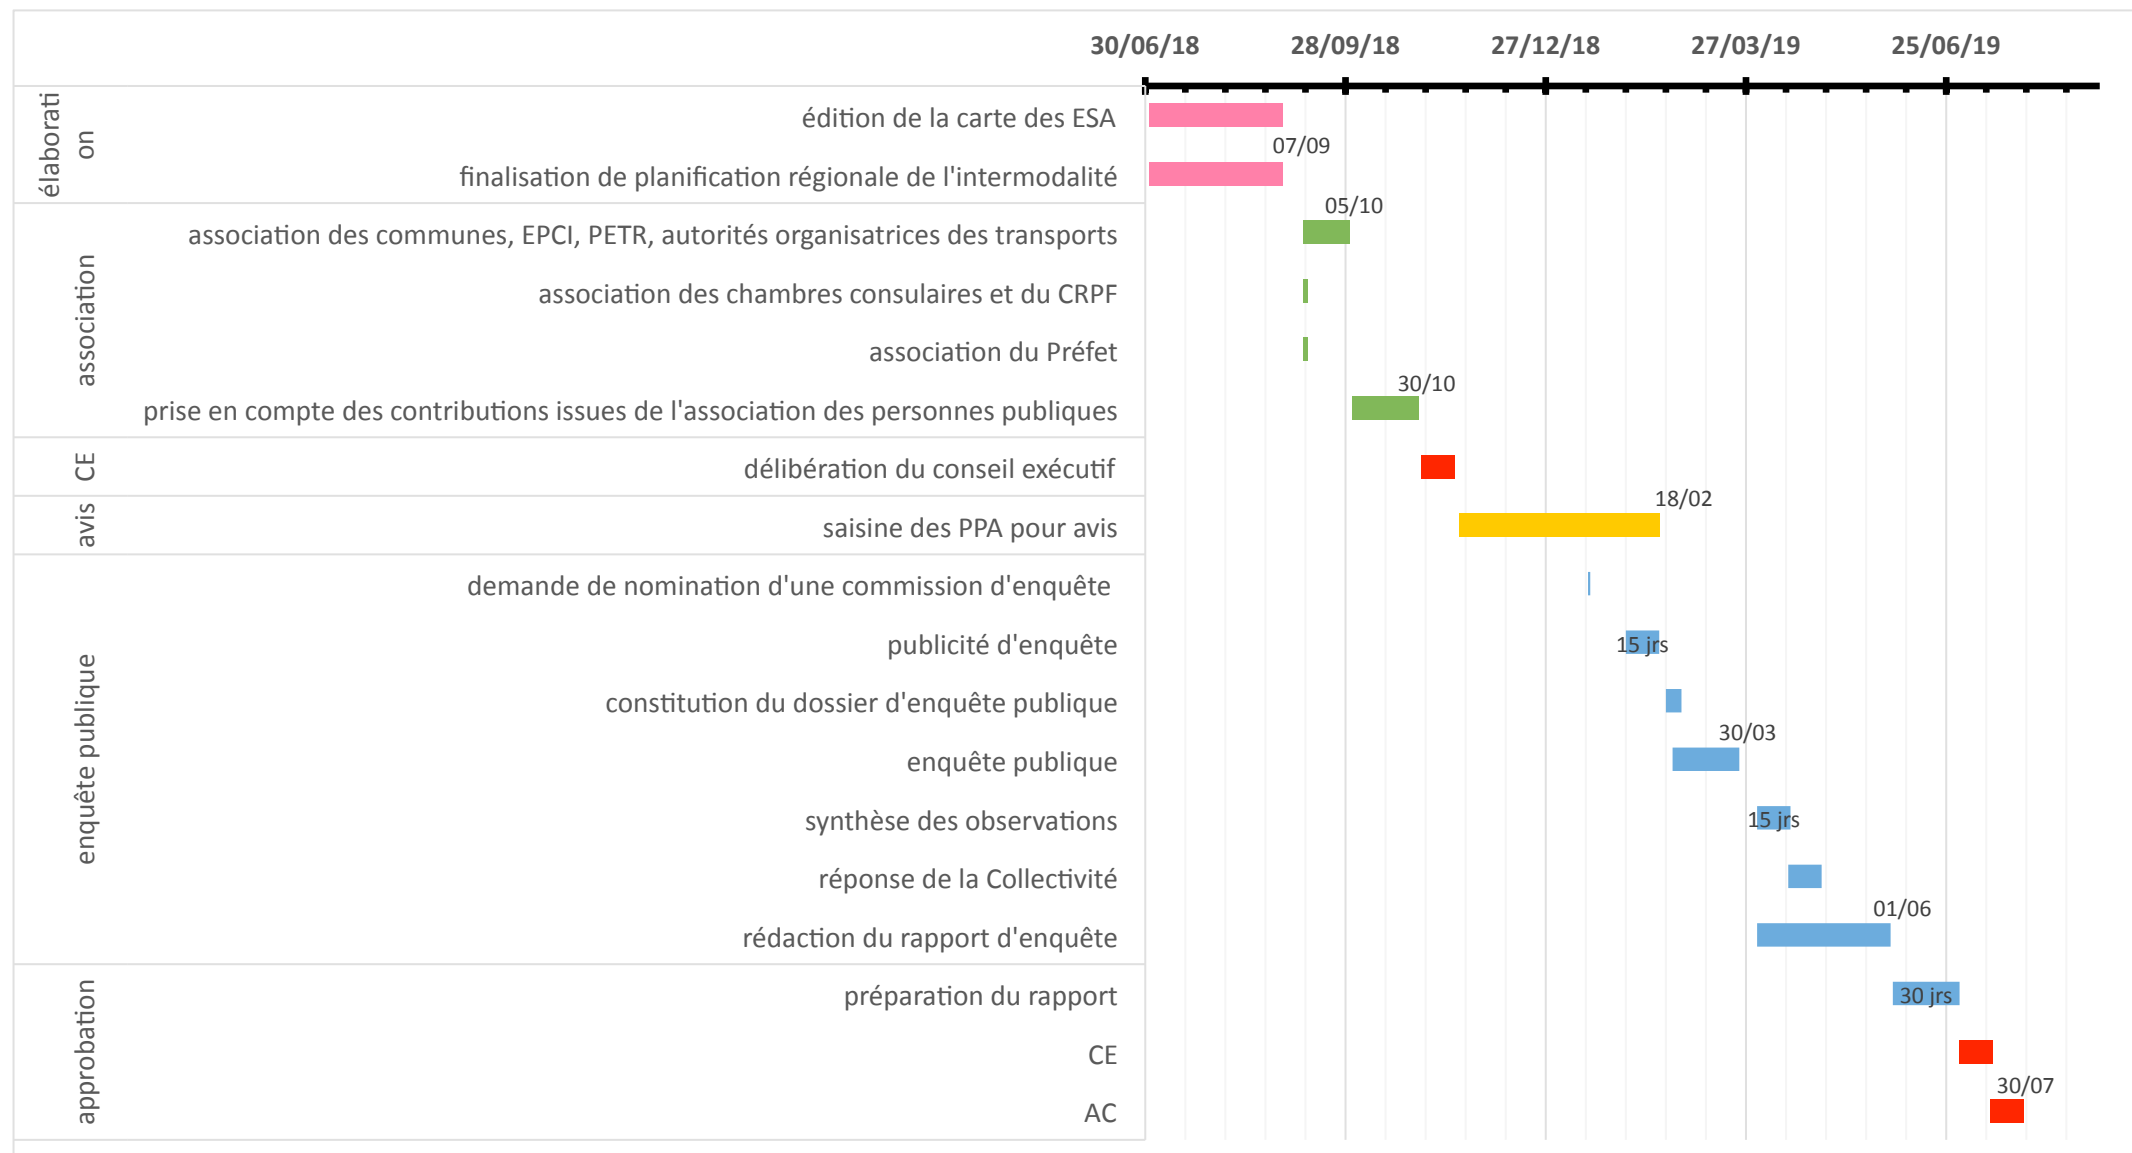 30/06/18 28/09/18 27/12/18 27/03/19 25/06/19
élaborati
on
édition de la carte des ESA
07/09
finalisation de planification régionale de l'intermodalité
association
05/10
association des communes, EPCI, PETR, autorités organisatrices des transports
association des chambres consulaires et du CRPF
association du Préfet
30/10
prise en compte des contributions issues de l'association des personnes publiques
CE
délibération du conseil exécutif
avis
18/02
saisine des PPA pour avis
enquête publique
demande de nomination d'une commission d'enquête
publicité d'enquête 15 jrs
constitution du dossier d'enquête publique
30/03
enquête publique
synthèse des observations 15 jrs
réponse de la Collectivité
01/06
rédaction du rapport d'enquête
approbation
préparation du rapport 30 jrs
CE
30/07
AC